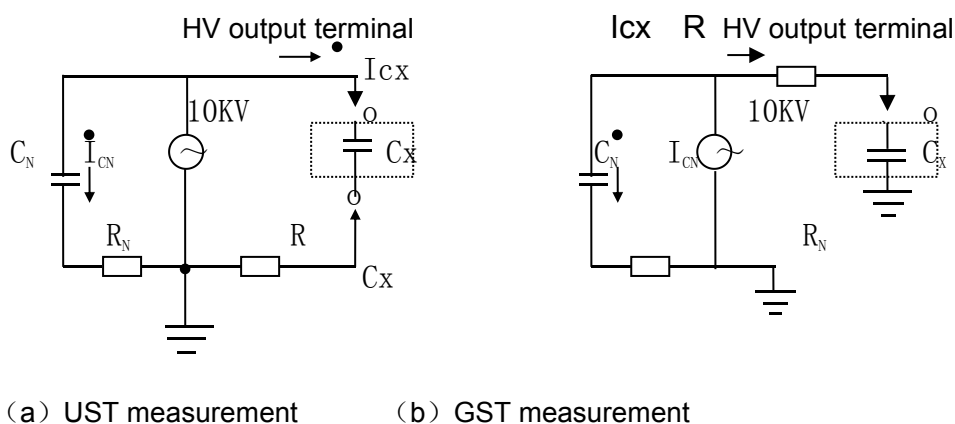 HV output terminal
Icx
10KV
C_N
I_CN
Cx
R_N
R
Cx
Icx R HV output terminal
10KV
C_N
I_CN
C_X
R_N
o
o
o
（a）UST measurement （b）GST measurement